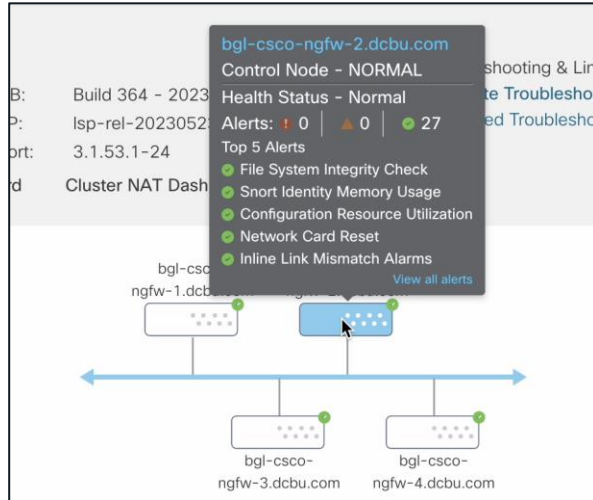 bgl-csco-ngfw-2.dcbu.com
Control Node - NORMAL
Health Status - Normal
Alerts: 0 0 27
Top 5 Alerts
File System Integrity Check
Snort Identity Memory Usage
Configuration Resource Utilization
Network Card Reset
Inline Link Mismatch Alarms
View all alerts
shooting & Lin
te Troublesho
ed Troublesho
B: Build 364 - 2023
P: lsp-rel-2023052
ort: 3.1.53.1-24
rd Cluster NAT Dash
bgl-csc
ngfw-1.dcbu.com
bgl-csco-
ngfw-3.dcbu.com
bgl-csco-
ngfw-4.dcbu.com